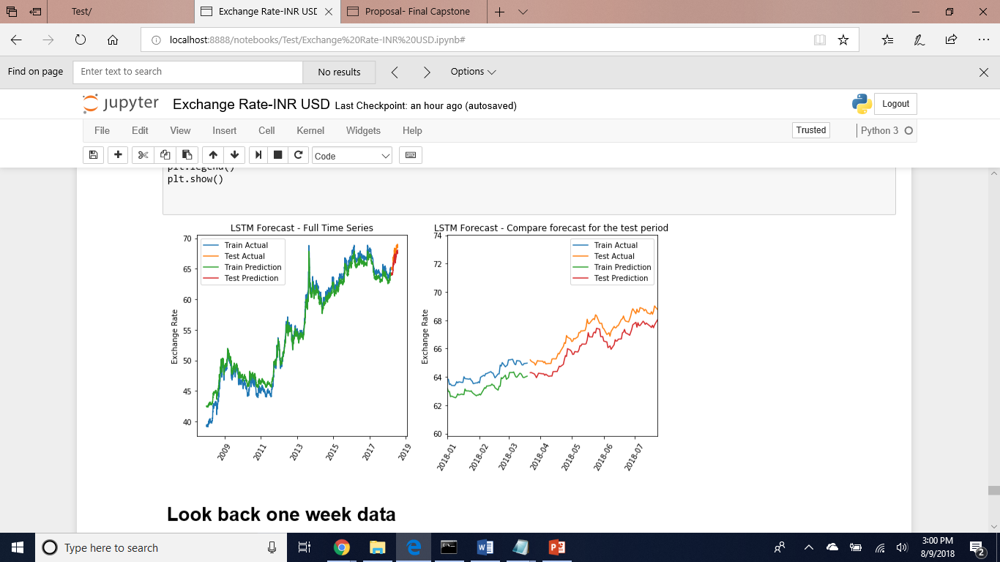 Test/
Exchange Rate-INR USD
Proposal- Final Capstone
localhost:8888/notebooks/Test/Exchange%20Rate-INR%20USD.ipynb#
Find on page
Enter text to search
No results
Options
jupyter
Exchange Rate-INR USD
Last Checkpoint: an hour ago (autosaved)
Logout
File Edit View Insert Cell Kernel Widgets Help
Trusted
Python 3
Code
plt.legend()
plt.show()
LSTM Forecast - Full Time Series
Train Actual
Test Actual
Train Prediction
Test Prediction
Exchange Rate
70
65
60
55
50
45
40
2009 2011 2013 2015 2017 2019
LSTM Forecast - Compare forecast for the test period
Train Actual
Test Actual
Train Prediction
Test Prediction
Exchange Rate
74
72
70
68
66
64
62
60
2018-01 2018-02 2018-03 2018-04 2018-05 2018-06 2018-07
Look back one week data
Type here to search
3:00 PM
8/9/2018
2